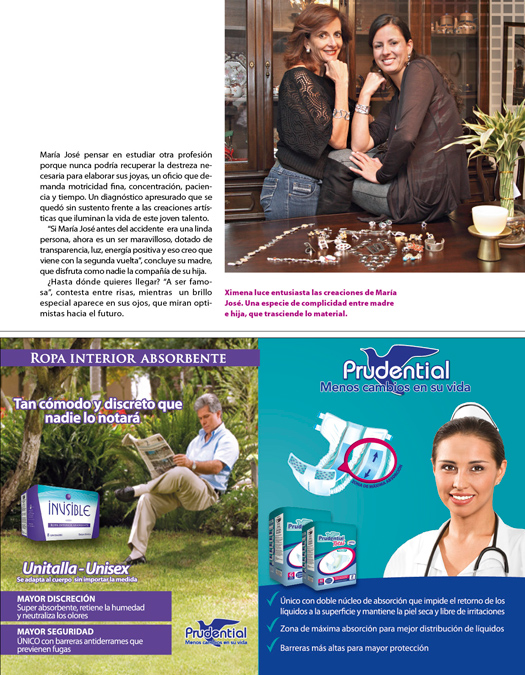 María José pensar en estudiar otra profesión
porque nunca podría recuperar la destreza ne-
cesaria para elaborar sus joyas, un oficio que de-
manda motricidad fina, concentración, pacien-
cia y tiempo. Un diagnóstico apresurado que se
quedó sin sustento frente a las creaciones artís-
ticas que iluminan la vida de este joven talento.
“Si María José antes del accidente era una linda
persona, ahora es un ser maravilloso, dotado de
transparencia, luz, energía positiva y eso creo que
viene con la segunda vuelta”, concluye su madre,
que disfruta como nadie la compañía de su hija.
¿Hasta dónde quieres llegar? “A ser famo-
sa”, contesta entre risas, mientras un brillo
especial aparece en sus ojos, que miran opti-
mistas hacia el futuro.
Ximena luce entusiasta las creaciones de María
José. Una especie de complicidad entre madre
e hija, que trasciende lo material.
ROPA INTERIOR ABSORBENTE
Tan cómodo y discreto que
nadie lo notará
INVISIBLE
Unitalla - Unisex
Se adapta al cuerpo sin importar la medida
MAYOR DISCRECIÓN
Super absorbente, retiene la humedad
y neutraliza los olores
MAYOR SEGURIDAD
ÚNICO con barreras antiderrames que
previenen fugas
Prudential
Menos cambios en su vida
Prudential
Menos cambios en su vida
Prudential
Prudential
Único con doble núcleo de absorción que impide el retorno de los
líquidos a la superficie y mantiene la piel seca y libre de irritaciones
Zona de máxima absorción para mejor distribución de líquidos
Barreras más altas para mayor protección